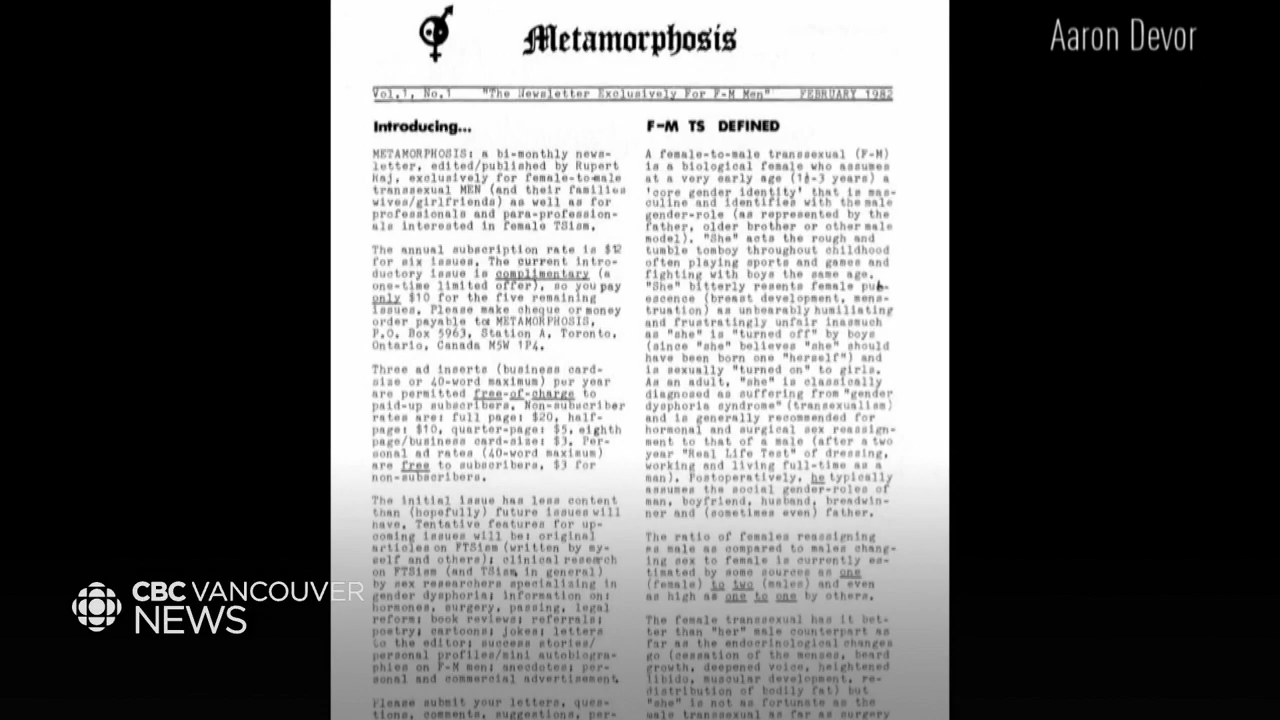 Aaron Devor
Metamorphosis
Vol.1, No.1 "The Newsletter Exclusively For F-M Men" FEBRUARY 1982
Introducing...
METAMORPHOSIS: a bi-monthly news-
letter, edited/published by Rupert
Raj, exclusively for female-to-male
transsexual MEN (and their families
wives/girlfriends) as well as for
professionals and para-profession-
als interested in female TSism.
The annual subscription rate is $12
for six issues. The current intro-
ductory issue is complimentary (a
one-time limited offer), so you pay
only $10 for the five remaining
issues. Please make cheque or money
order payable to METAMORPHOSIS,
P.O. Box 5963, Station A, Toronto,
Ontario, Canada M5W 1P4.
Three ad inserts (business card-
size or 40-word maximum) per year
are permitted free-of-charge to
paid-up subscribers. Non-subscriber
rates are: full page: $20, half-
page: $10, quarter-page: $5, eighth
page/business card-size: $3. Per-
sonal ad rates (40-word maximum)
are free to subscribers, $3 for
non-subscribers.
The initial issue has less content
than (hopefully) future issues will
have. Tentative features for up-
coming issues will be: original
articles on FTSism (written by my-
self and others); clinical research
on FTSism (and TSism in general)
by sex researchers specializing in
gender dysphoria; information on:
hormones, surgery, passing, legal
reform; book reviews; referrals;
poetry; cartoons; jokes; letters
to the editor; success stories/
personal profiles/mini autobiogra-
phies on F-M men; anecdotes; per-
sonal and commercial advertisement.
Please submit your letters, ques-
tions, comments, suggestions, per-
F-M TS DEFINED
A female-to-male transsexual (F-M)
is a biological female who assumes
at a very early age (1½-3 years) a
'core gender identity' that is mas-
culine and identifies with the male
gender-role (as represented by the
father, older brother or other male
model). "She" acts the rough and
tumble tomboy throughout childhood
often playing sports and games and
fighting with boys the same age.
"She" bitterly resents female pub-
escence (breast development, mens-
truation) as unbearably humiliating
and frustratingly unfair inasmuch
as "she" is "turned off" by boys
(since "she" believes "she" should
have been born one "herself") and
is sexually "turned on" to girls.
As an adult, "she" is classically
diagnosed as suffering from "gender
dysphoria syndrome" (transsexualism)
and is generally recommended for
hormonal and surgical sex reassign-
ment to that of a male (after a two
year "Real Life Test" of dressing,
working and living full-time as a
man). Postoperatively, he typically
assumes the social gender-roles of
man, boyfriend, husband, breadwin-
ner and (sometimes even) father.
The ratio of females reassigning
as male as compared to males chang-
ing sex to female is currently es-
timated by some sources as one
(female) to two (males) and even
as high as one to one by others.
The female transsexual has it bet-
ter than "her" male counterpart as
far as the endocrinological changes
go (cessation of the menses, beard
growth, deepened voice, heightened
libido, muscular development, re-
distribution of bodily fat) but
"she" is not as fortunate as the
male transsexual as far as surgery
CBC VANCOUVER
NEWS